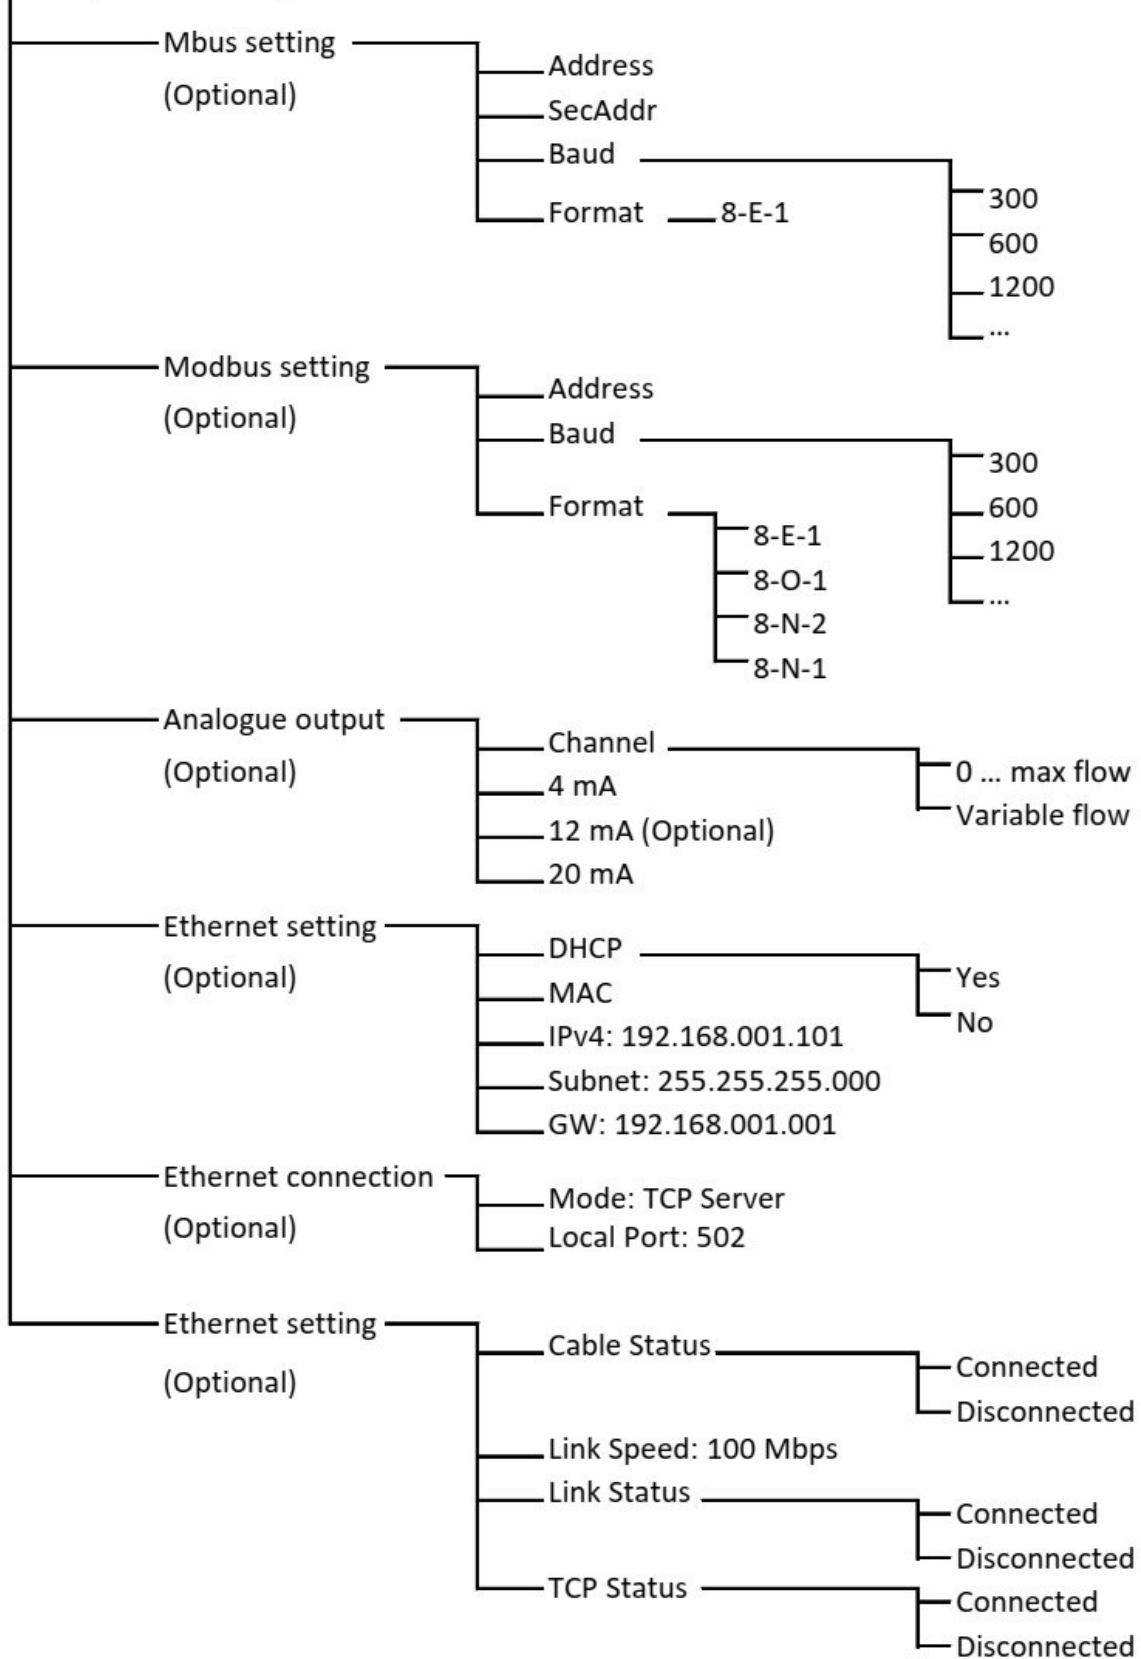 Mbus setting
(Optional)
Address
SecAddr
Baud
300
600
1200
...
Format 8-E-1
Modbus setting
(Optional)
Address
Baud
300
600
1200
...
Format
8-E-1
8-O-1
8-N-2
8-N-1
Analogue output
(Optional)
Channel
0 ... max flow
Variable flow
4 mA
12 mA (Optional)
20 mA
Ethernet setting
(Optional)
DHCP
Yes
No
MAC
IPv4: 192.168.001.101
Subnet: 255.255.255.000
GW: 192.168.001.001
Ethernet connection
(Optional)
Mode: TCP Server
Local Port: 502
Ethernet setting
(Optional)
Cable Status
Connected
Disconnected
Link Speed: 100 Mbps
Link Status
Connected
Disconnected
TCP Status
Connected
Disconnected